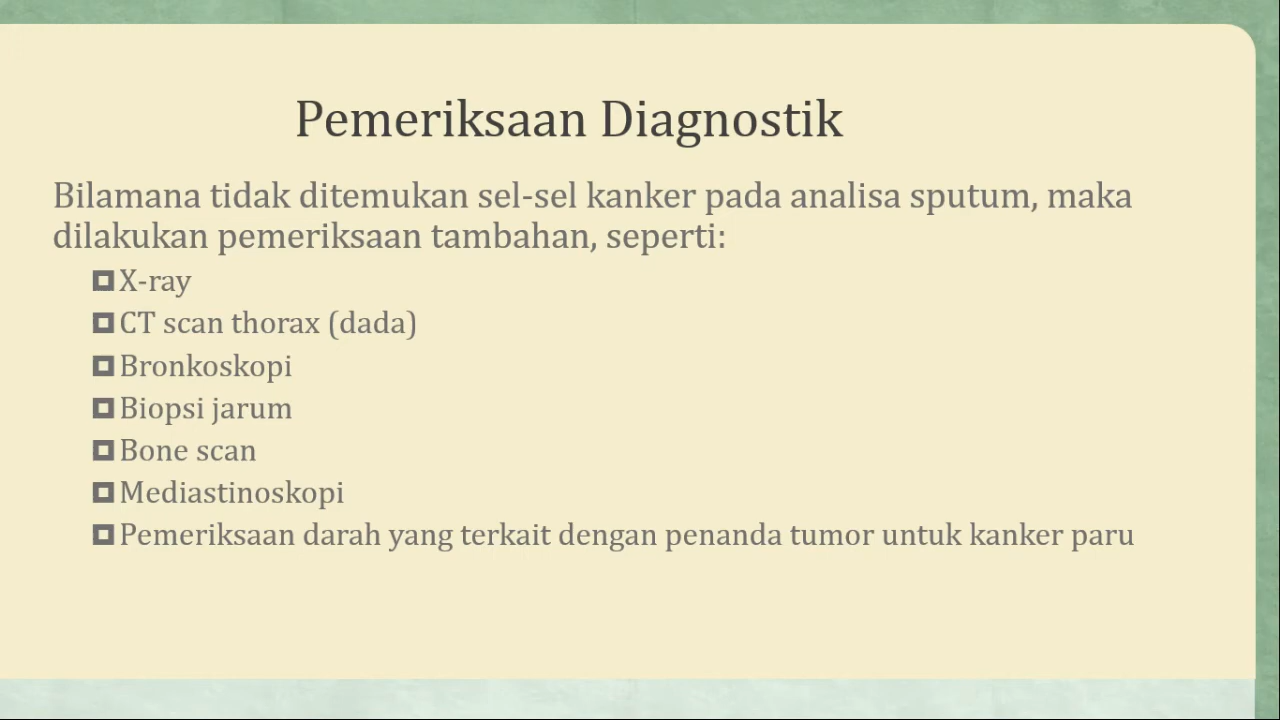 Pemeriksaan Diagnostik
Bilamana tidak ditemukan sel-sel kanker pada analisa sputum, maka
dilakukan pemeriksaan tambahan, seperti:
X-ray
CT scan thorax (dada)
Bronkoskopi
Biopsi jarum
Bone scan
Mediastinoskopi
Pemeriksaan darah yang terkait dengan penanda tumor untuk kanker paru